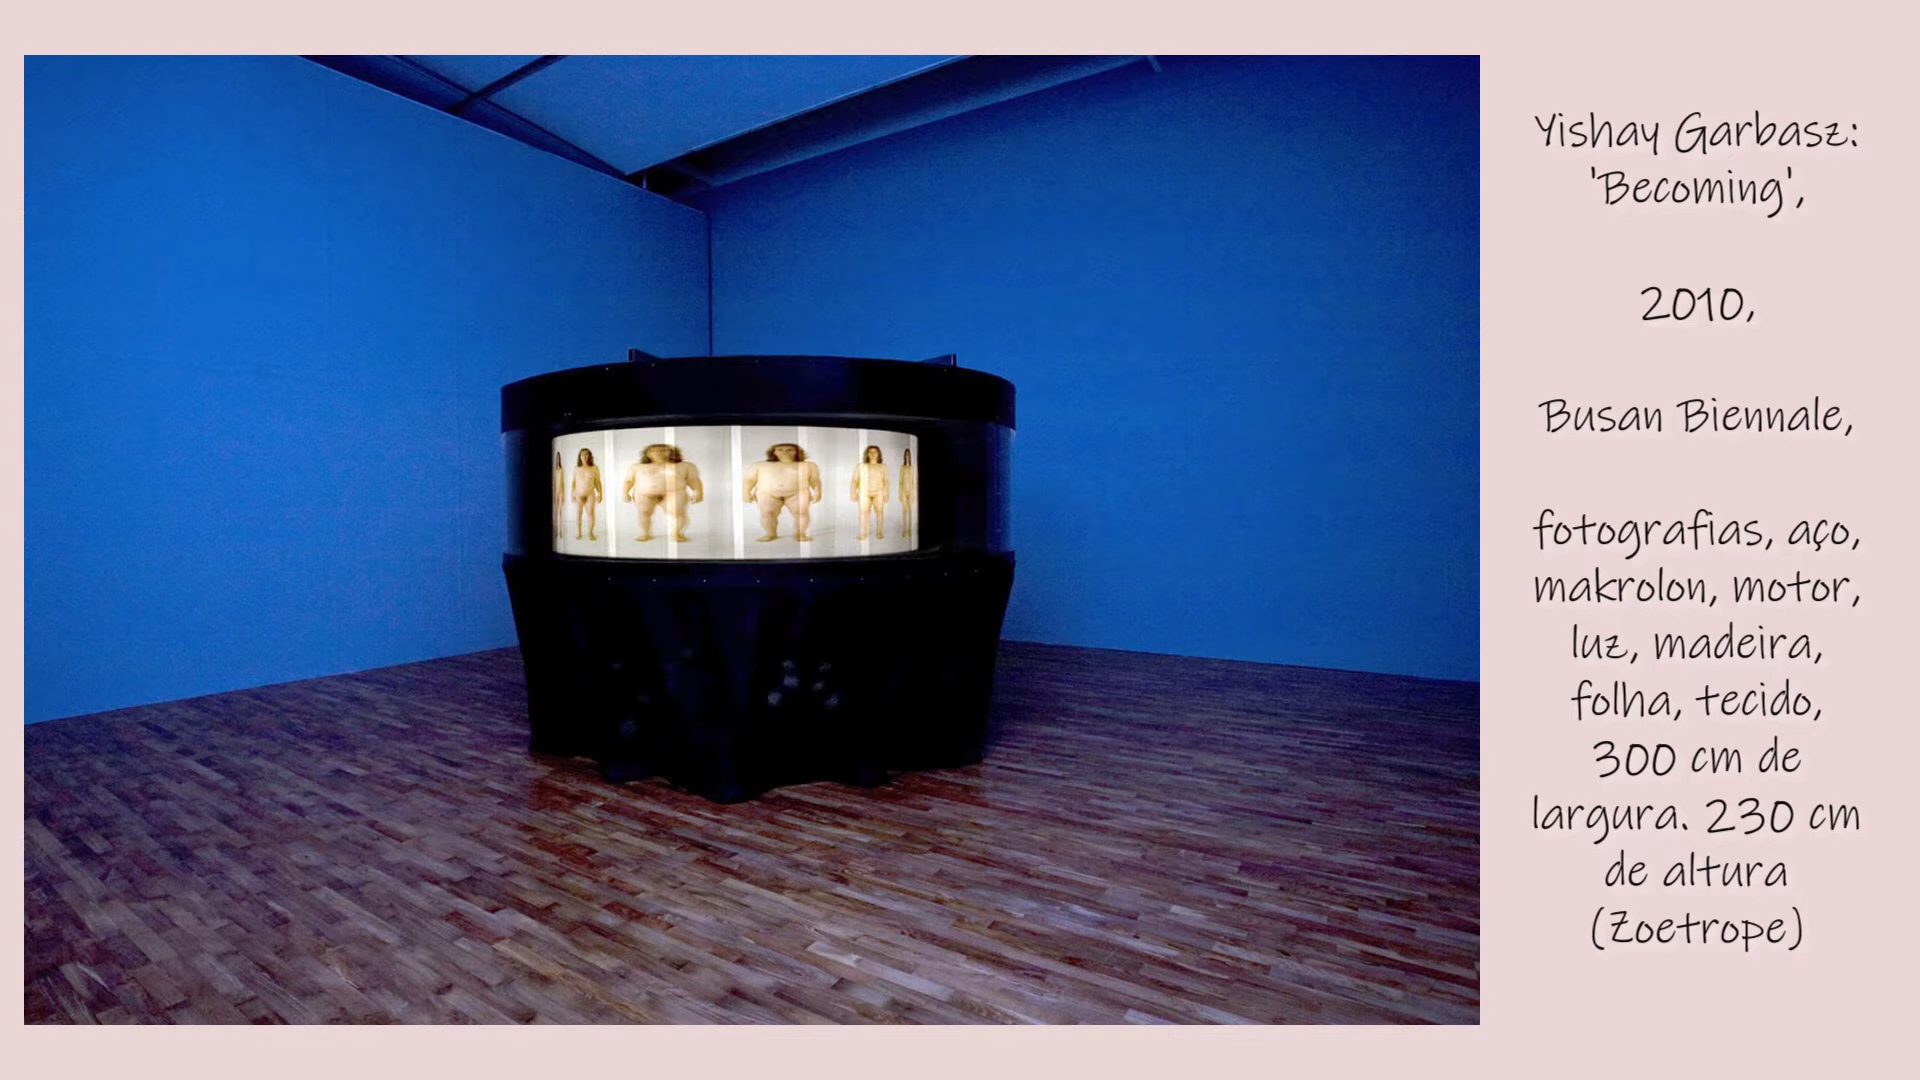 Yishay Garbasz:
'Becoming',
2010,
Busan Biennale,
fotografias, aço,
makrolon, motor,
luz, madeira,
folha, tecido,
300 cm de
largura. 230 cm
de altura
(Zoetrope)